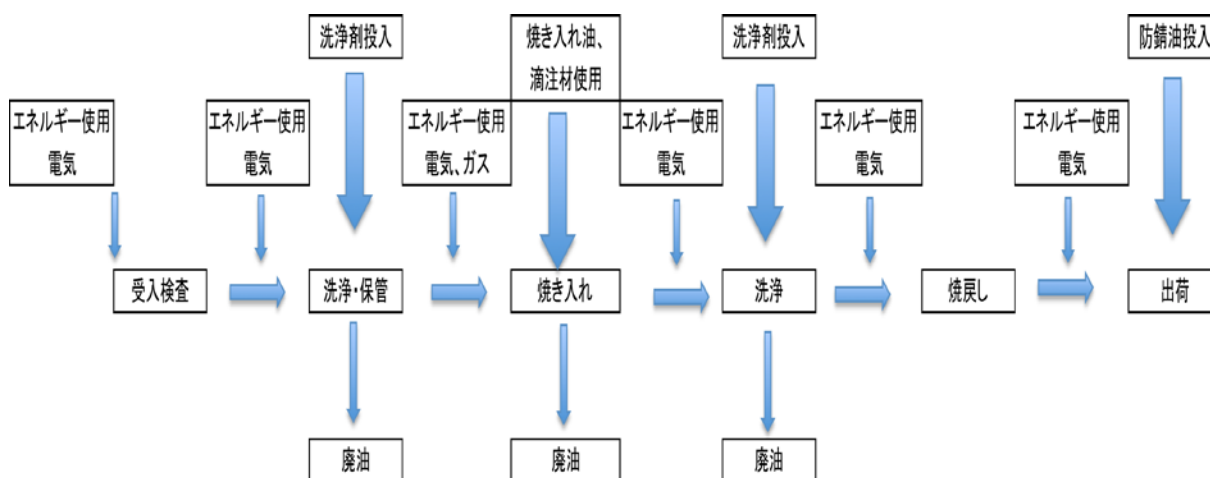 洗浄剤投入
焼き入れ油、
滴注材使用
洗浄剤投入
防錆油投入
エネルギー使用
電気
エネルギー使用
電気
エネルギー使用
電気、ガス
エネルギー使用
電気
エネルギー使用
電気
エネルギー使用
電気
受入検査
洗浄・保管
焼き入れ
洗浄
焼戻し
出荷
廃油
廃油
廃油